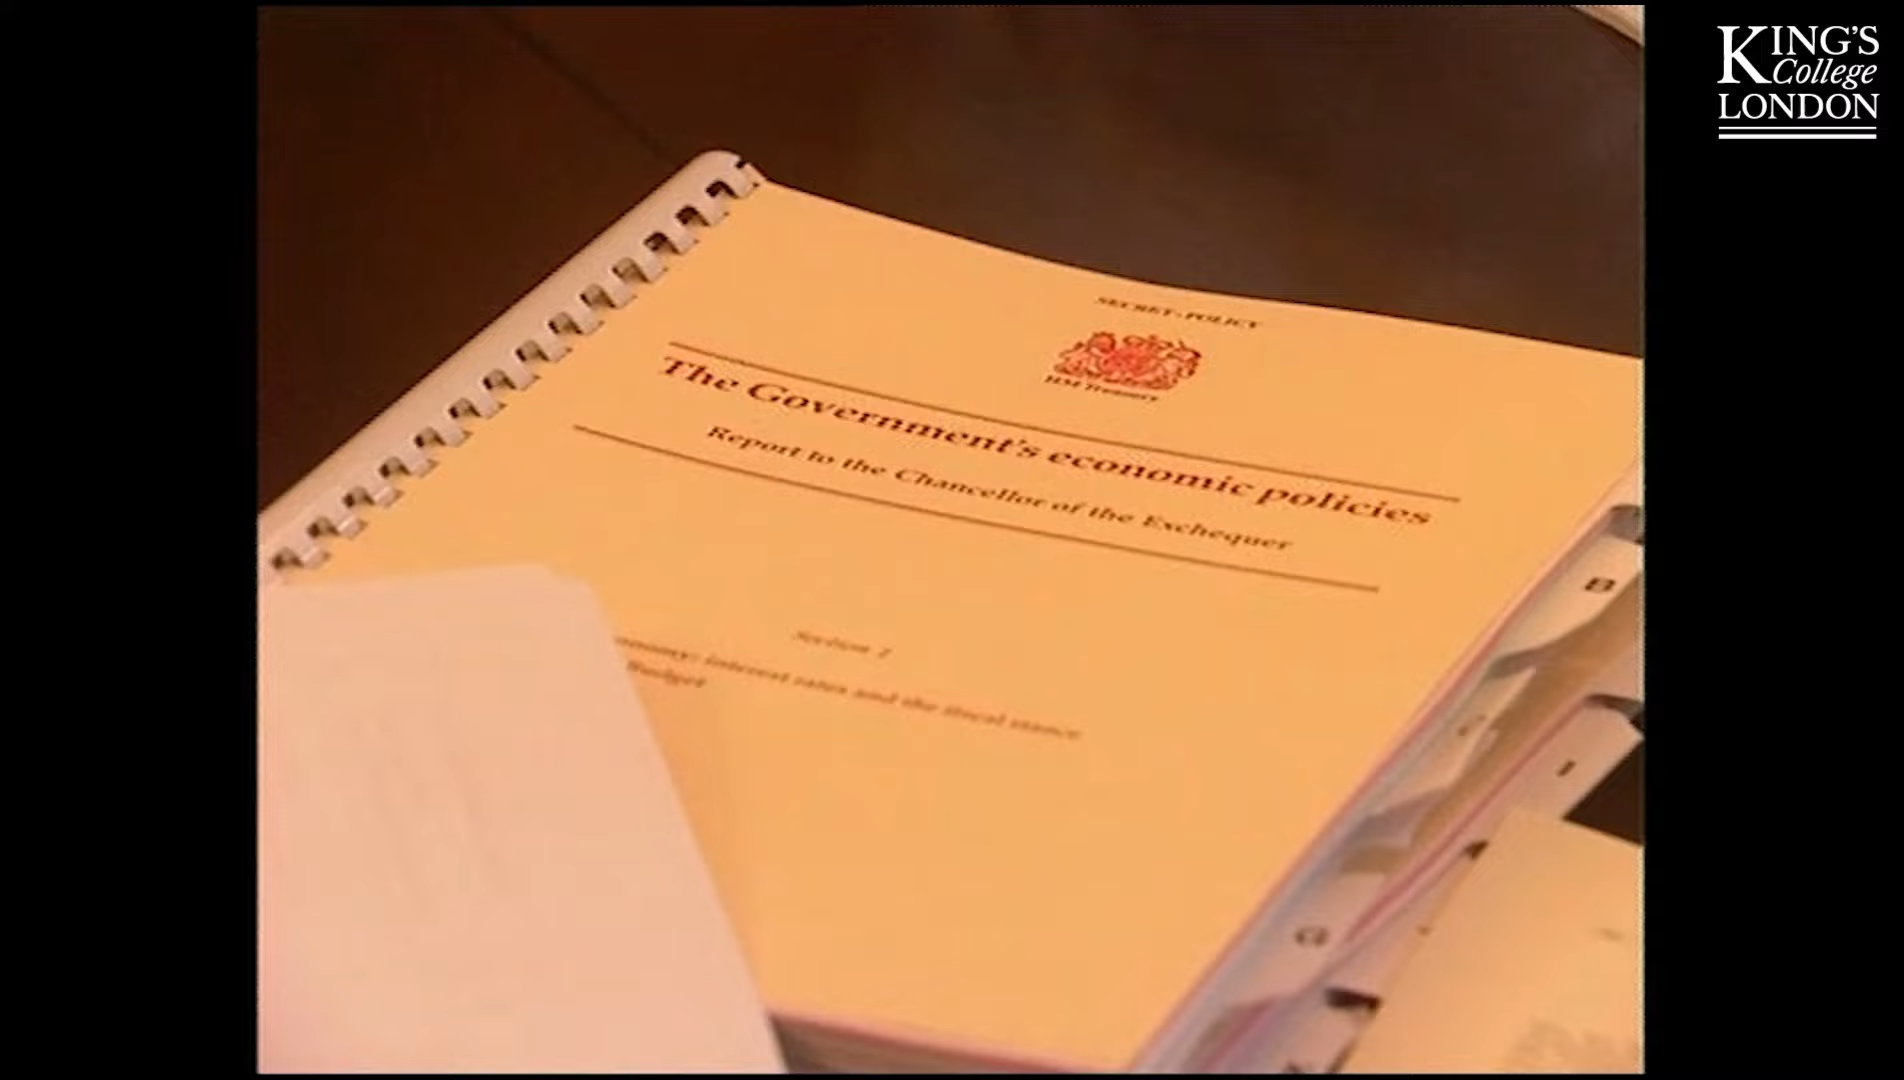 KING'S
College
LONDON
SECRET - POLICY
HM Treasury
The Government's economic policies
Report to the Chancellor of the Exchequer
Section 2
interest rates and the fiscal stance
Budget
B
C
I
G